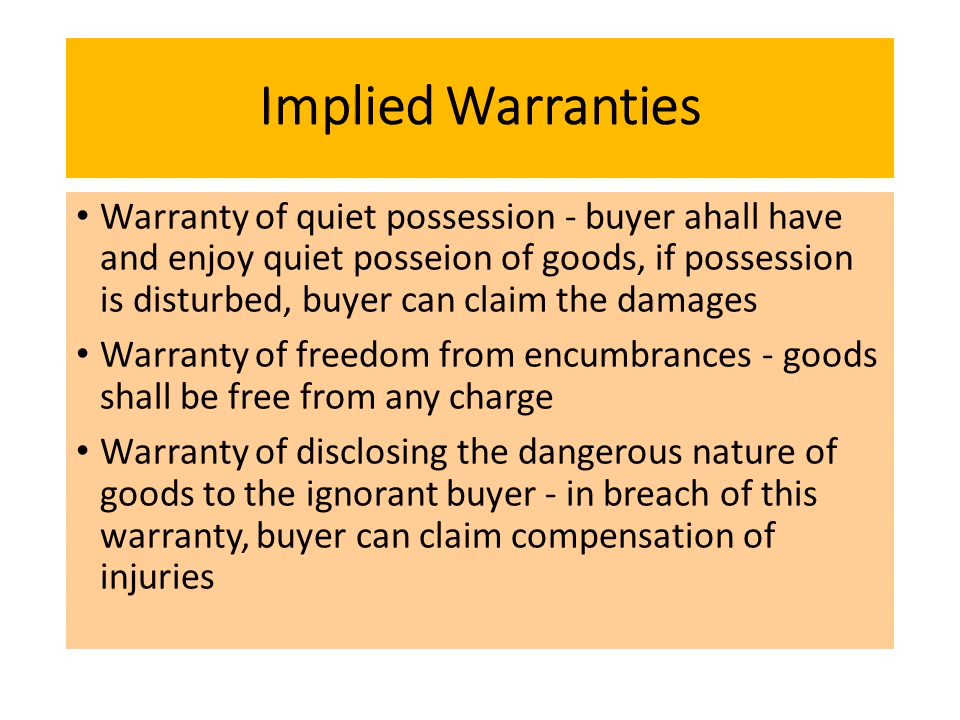 Implied Warranties
• Warranty of quiet possession - buyer ahall have
and enjoy quiet posseion of goods, if possession
is disturbed, buyer can claim the damages
• Warranty of freedom from encumbrances - goods
shall be free from any charge
• Warranty of disclosing the dangerous nature of
goods to the ignorant buyer - in breach of this
warranty, buyer can claim compensation of
injuries